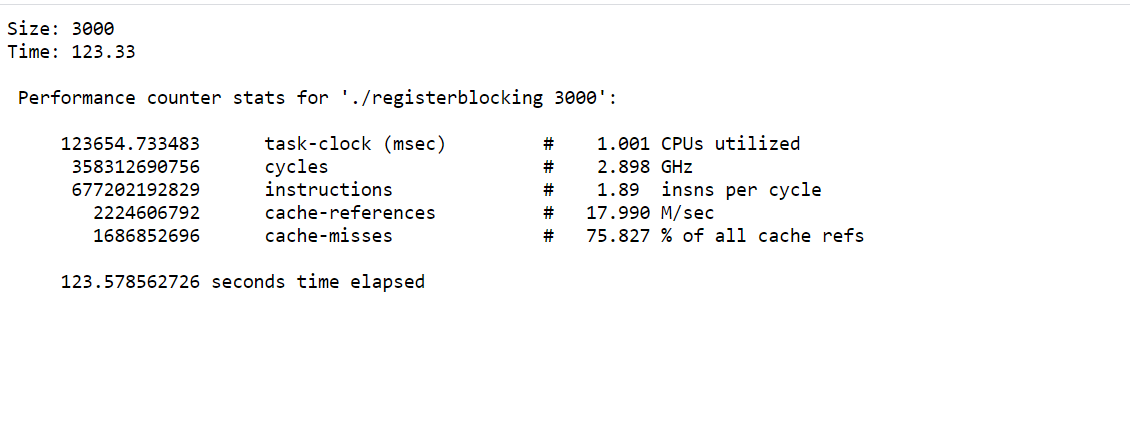 Size: 3000
Time: 123.33
Performance counter stats for './registerblocking 3000':
123654.733483 task-clock (msec) # 1.001 CPUs utilized
358312690756 cycles # 2.898 GHz
677202192829 instructions # 1.89 insns per cycle
2224606792 cache-references # 17.990 M/sec
1686852696 cache-misses # 75.827 % of all cache refs
123.578562726 seconds time elapsed